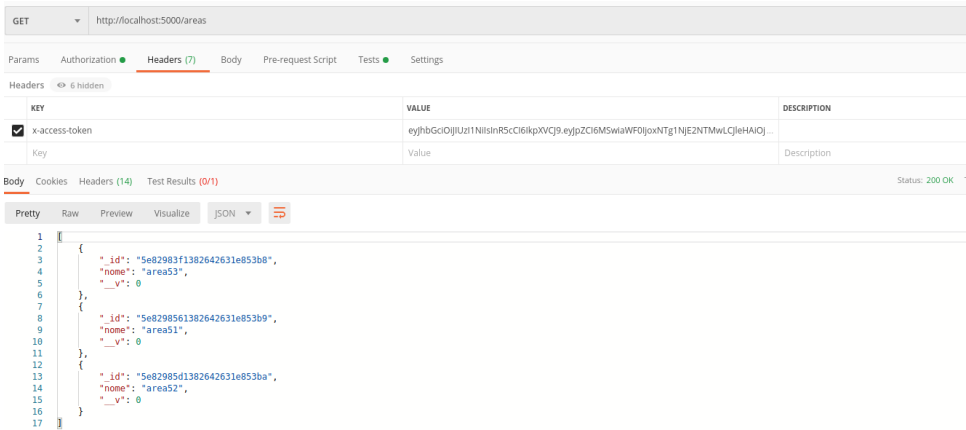 GET http://localhost:5000/areas
Params Authorization Headers (7) Body Pre-request Script Tests Settings
Headers 6 hidden
KEY VALUE DESCRIPTION
x-access-token eyJhbGciOiJIUzI1NiIsInR5cCI6IkpXVCJ9.eyJpZCI6MSwiaWF0IjoxNTg1NjE2NTMwLCJleHAiOj...
Key Value Description
Body Cookies Headers (14) Test Results (0/1) Status: 200 OK
Pretty Raw Preview Visualize JSON
1 [
2 {
3 "_id": "5e82983f1382642631e853b8",
4 "nome": "area53",
5 "__v": 0
6 },
7 {
8 "_id": "5e8298561382642631e853b9",
9 "nome": "area51",
10 "__v": 0
11 },
12 {
13 "_id": "5e82985d1382642631e853ba",
14 "nome": "area52",
15 "__v": 0
16 }
17 ]